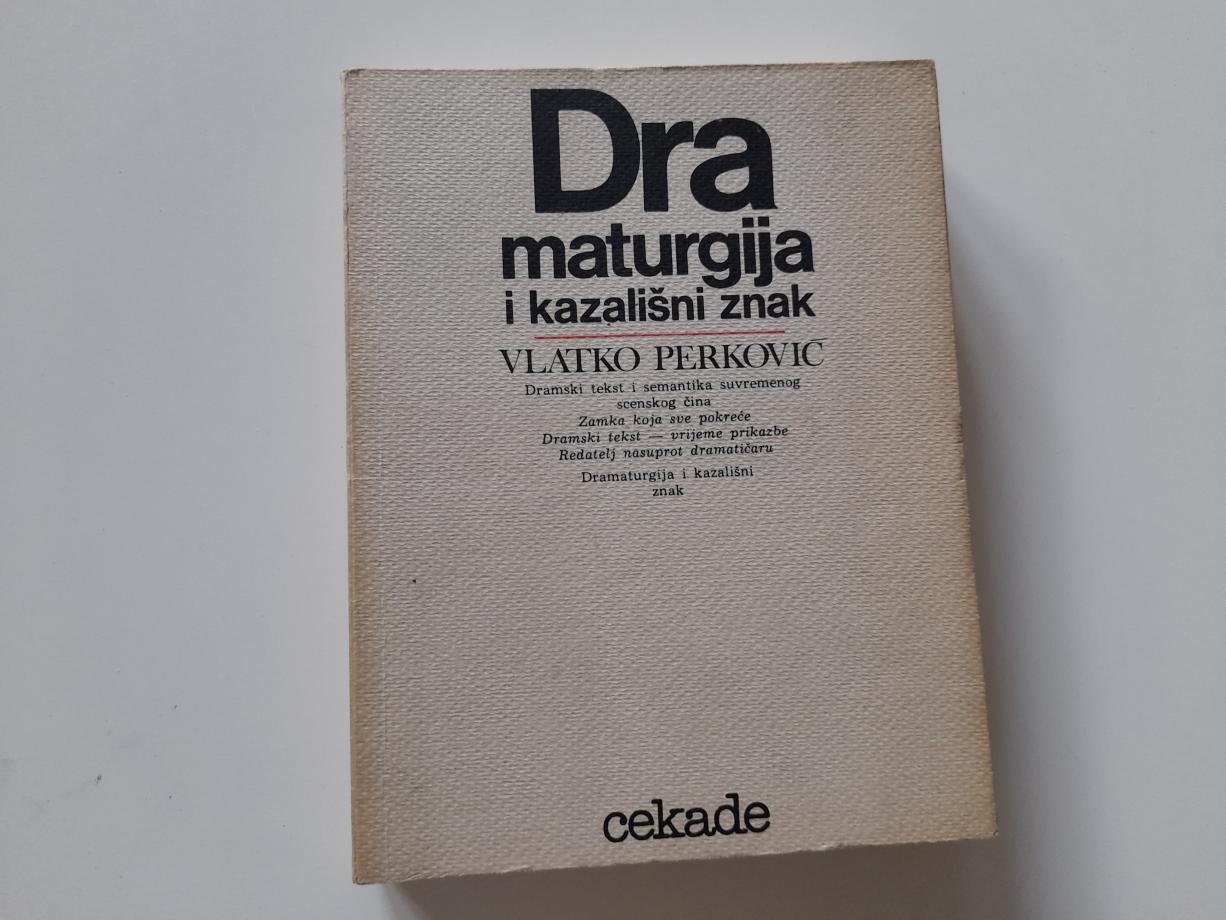 Dra
maturgija
i kazališni znak
VLATKO PERKOVIĆ
Dramski tekst i semantika suvremenog
scenskog čina
Zamka koja sve pokreće
Dramski tekst — vrijeme prikazbe
Redatelj nasuprot dramatičaru
Dramaturgija i kazališni
znak
cekade